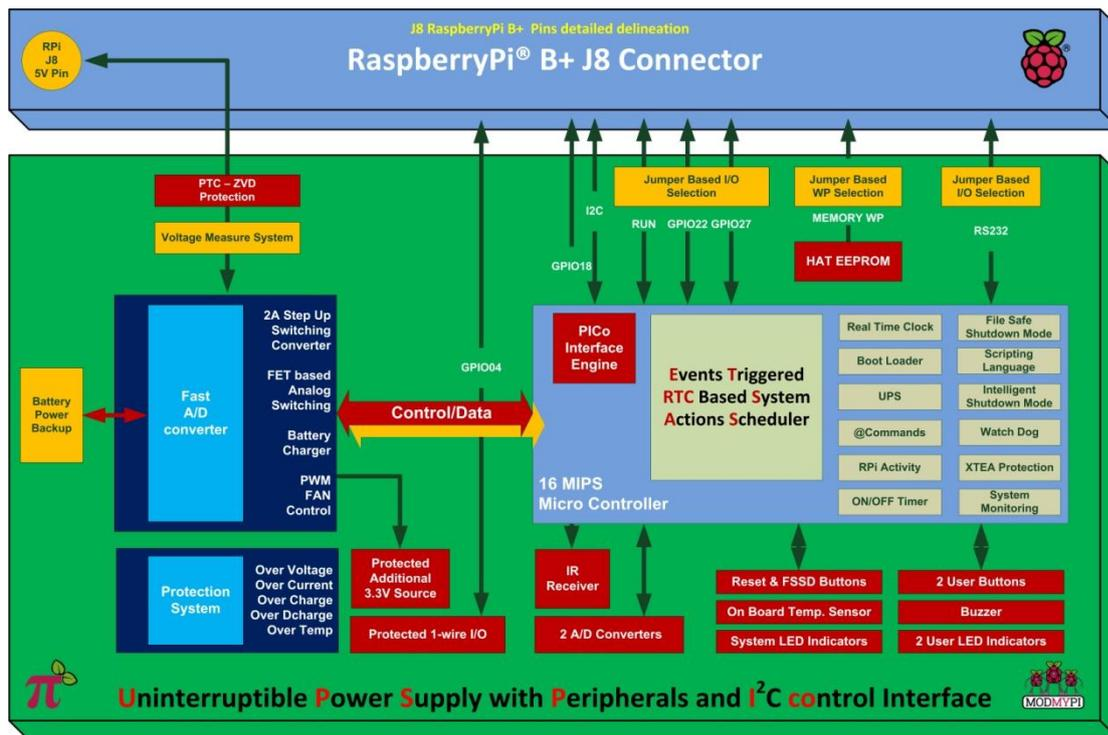 J8 RaspberryPi B+ Pins detailed delineation
RaspberryPi® B+ J8 Connector
RPi
J8
5V Pin
®
PTC – ZVD
Protection
Voltage Measure System
Jumper Based I/O
Selection
Jumper Based
WP Selection
Jumper Based
I/O Selection
I2C
RUN
GPIO22
GPIO27
MEMORY WP
RS232
GPIO18
HAT EEPROM
GPIO04
Battery
Power
Backup
Fast
A/D
converter
2A Step Up
Switching
Converter
FET based
Analog
Switching
Battery
Charger
PWM
FAN
Control
Control/Data
PICo
Interface
Engine
Events Triggered
RTC Based System
Actions Scheduler
16 MIPS
Micro Controller
Real Time Clock
Boot Loader
UPS
@Commands
RPi Activity
ON/OFF Timer
File Safe
Shutdown Mode
Scripting
Language
Intelligent
Shutdown Mode
Watch Dog
XTEA Protection
System
Monitoring
Protection
System
Over Voltage
Over Current
Over Charge
Over Dcharge
Over Temp
Protected
Additional
3.3V Source
Protected 1-wire I/O
IR
Receiver
2 A/D Converters
Reset & FSSD Buttons
On Board Temp. Sensor
System LED Indicators
2 User Buttons
Buzzer
2 User LED Indicators
π
Uninterruptible Power Supply with Peripherals and I²C control Interface
MODMYPI